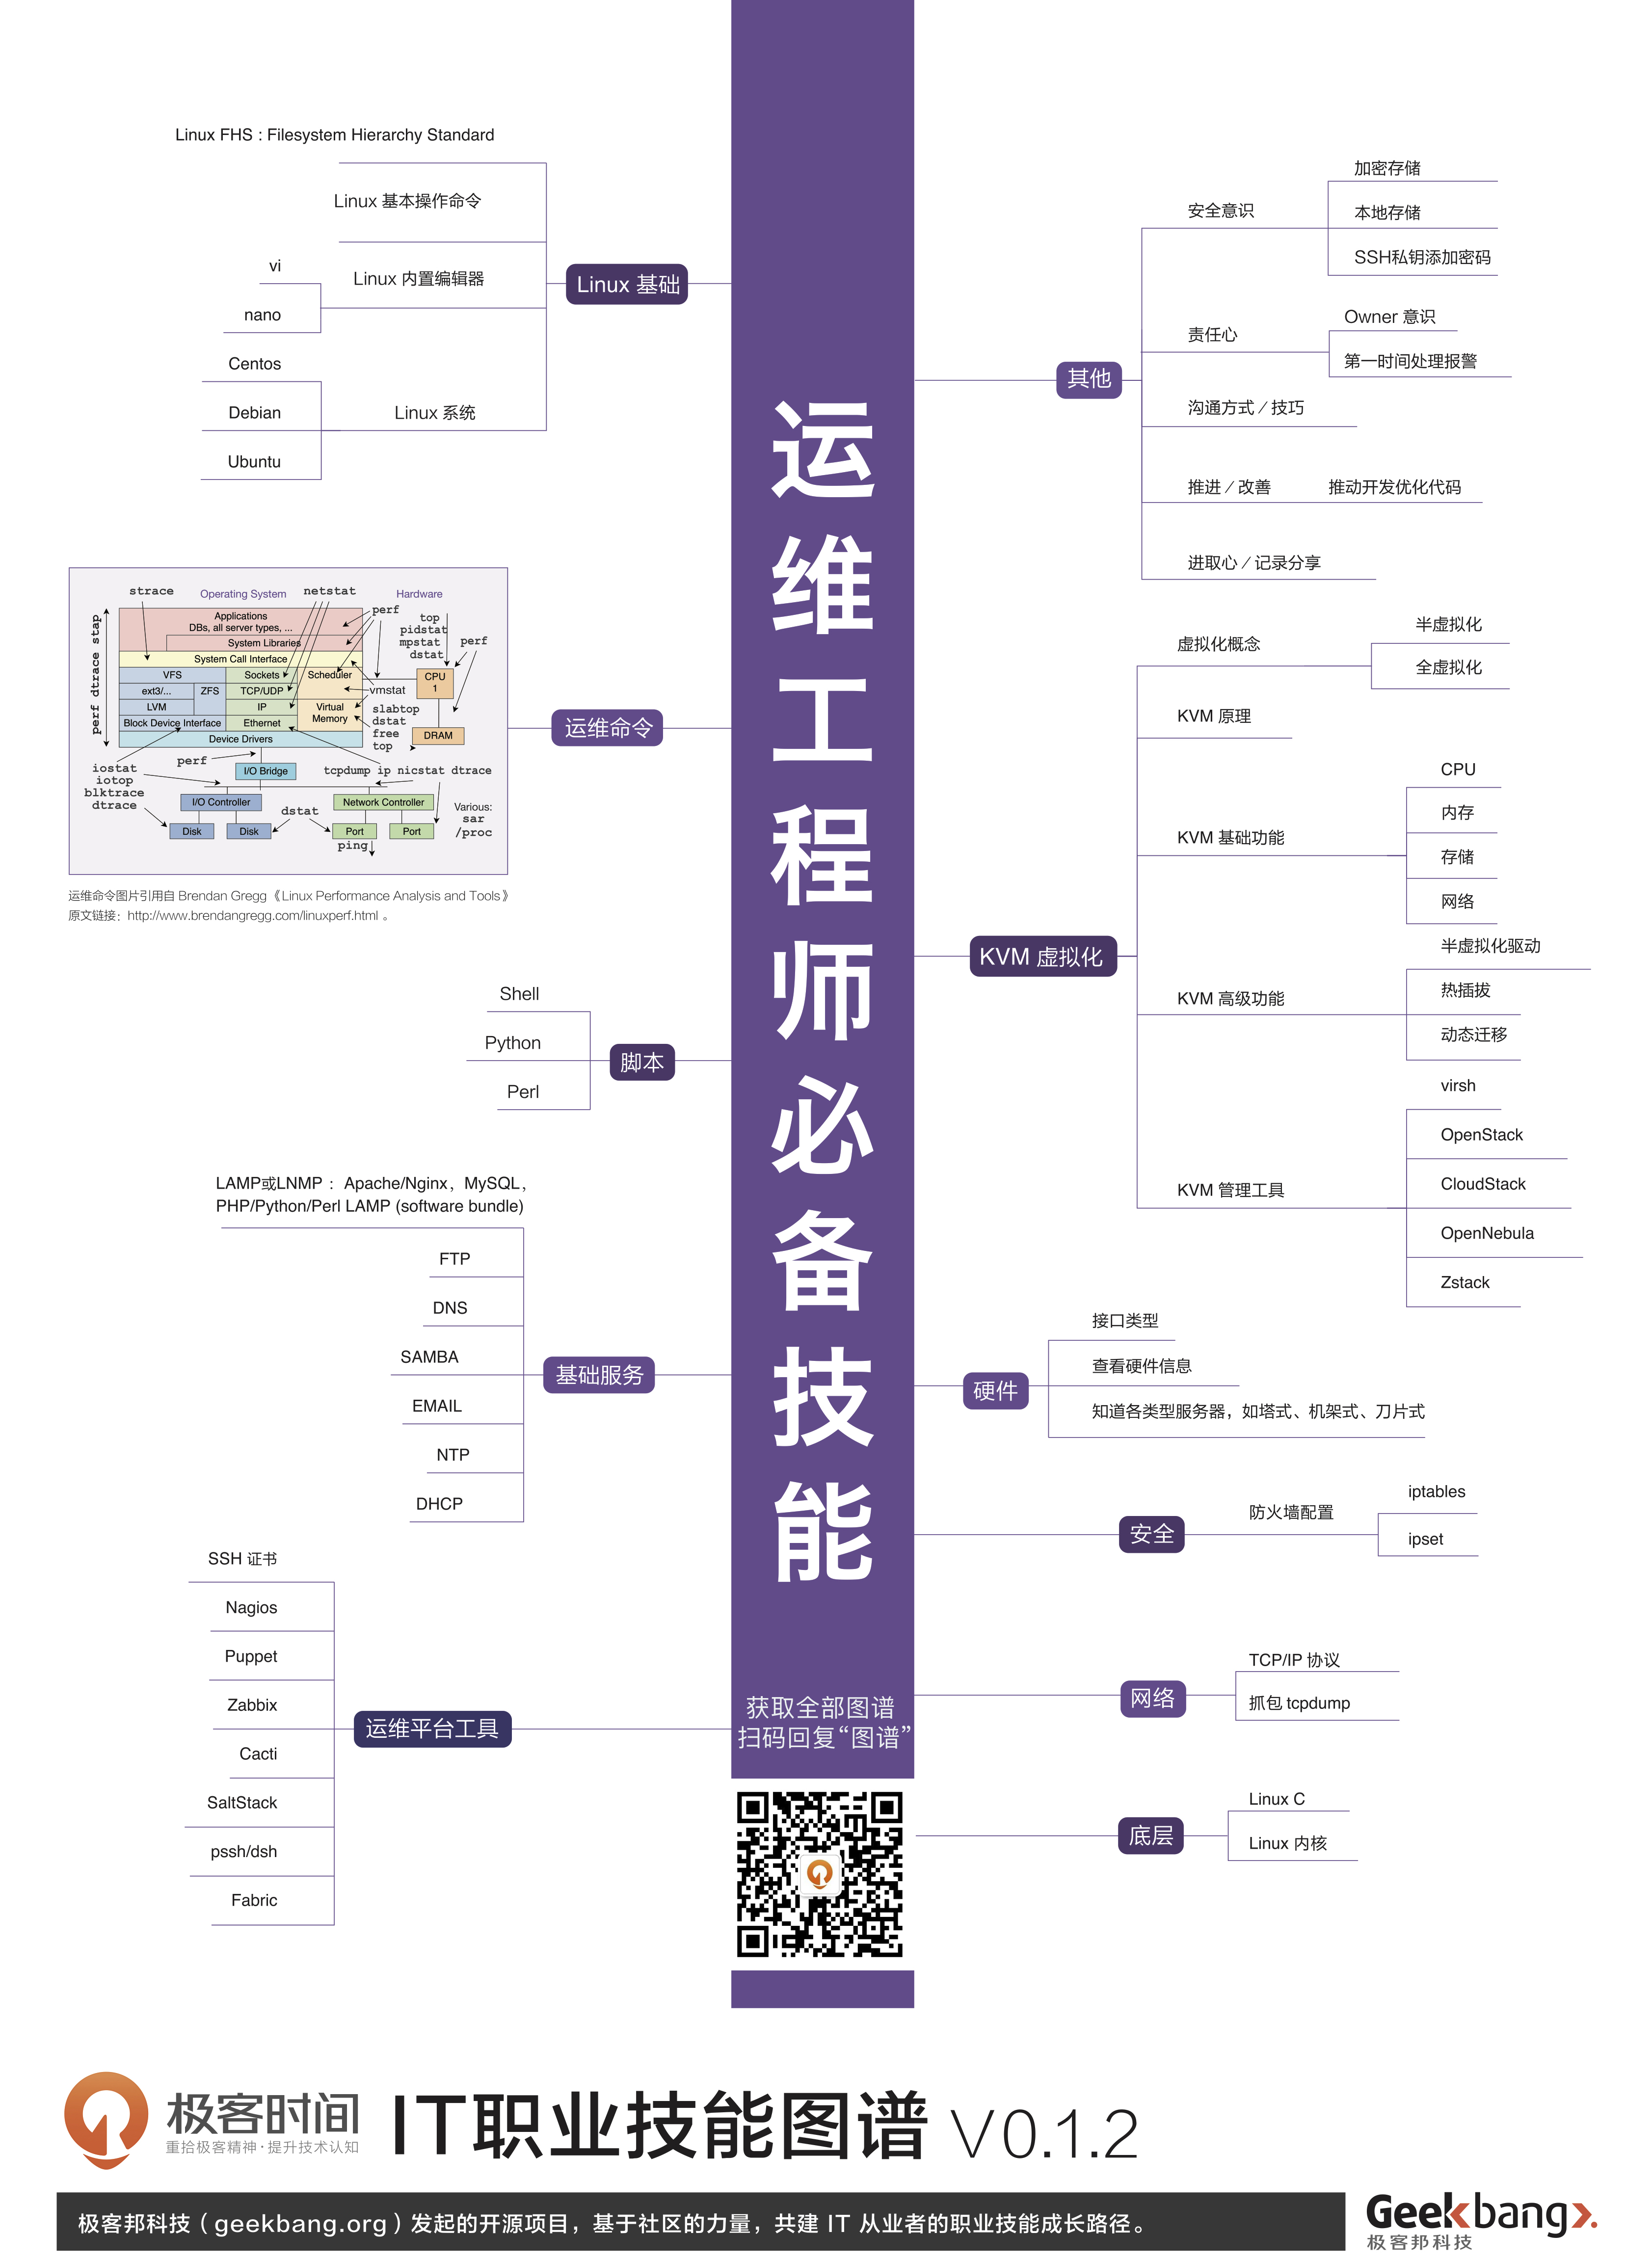 运维工程师必备技能
获取全部图谱
扫码回复“图谱”
Linux 基础
Linux FHS : Filesystem Hierarchy Standard
Linux 基本操作命令
Linux 内置编辑器
vi
nano
Linux 系统
Centos
Debian
Ubuntu
运维命令
strace
Operating System
netstat
Hardware
perf dtrace stap
Applications
DBs, all server types, ...
System Libraries
System Call Interface
VFS
Sockets
Scheduler
ext3/...
ZFS
TCP/UDP
LVM
IP
Virtual
Memory
Block Device Interface
Ethernet
Device Drivers
perf
top
pidstat
mpstat
dstat
perf
CPU
1
vmstat
slabtop
dstat
free
top
DRAM
iostat
iotop
blktrace
dtrace
perf
I/O Bridge
tcpdump ip nicstat dtrace
I/O Controller
Network Controller
dstat
Disk
Disk
Port
Port
Various:
sar
/proc
ping
运维命令图片引用自 Brendan Gregg《Linux Performance Analysis and Tools》
原文链接：http://www.brendangregg.com/linuxperf.html 。
脚本
Shell
Python
Perl
基础服务
LAMP或LNMP ：Apache/Nginx，MySQL，
PHP/Python/Perl LAMP (software bundle)
FTP
DNS
SAMBA
EMAIL
NTP
DHCP
运维平台工具
SSH 证书
Nagios
Puppet
Zabbix
Cacti
SaltStack
pssh/dsh
Fabric
其他
安全意识
加密存储
本地存储
SSH私钥添加密码
责任心
Owner 意识
第一时间处理报警
沟通方式／技巧
推进／改善
推动开发优化代码
进取心／记录分享
KVM 虚拟化
虚拟化概念
半虚拟化
全虚拟化
KVM 原理
KVM 基础功能
CPU
内存
存储
网络
KVM 高级功能
半虚拟化驱动
热插拔
动态迁移
KVM 管理工具
virsh
OpenStack
CloudStack
OpenNebula
Zstack
硬件
接口类型
查看硬件信息
知道各类型服务器，如塔式、机架式、刀片式
安全
防火墙配置
iptables
ipset
网络
TCP/IP 协议
抓包 tcpdump
底层
Linux C
Linux 内核
极客时间
重拾极客精神·提升技术认知
IT职业技能图谱 V0.1.2
极客邦科技（geekbang.org）发起的开源项目，基于社区的力量，共建 IT 从业者的职业技能成长路径。
Geekbang>.
极客邦科技